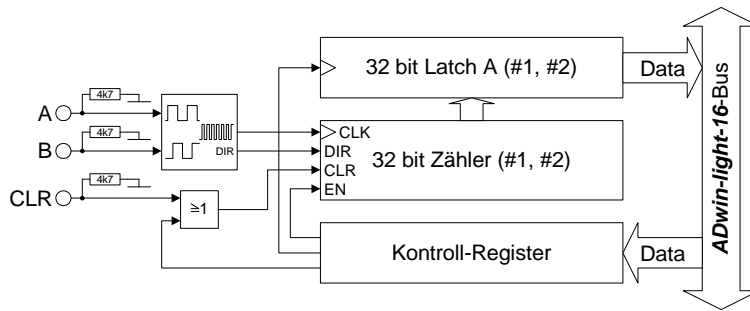 32 bit Latch A (#1, #2)
Data
4k7
A
4k7
B
DIR
4k7
CLR
≥1
CLK
DIR
CLR
EN
32 bit Zähler (#1, #2)
Kontroll-Register
Data
ADwin-light-16-Bus